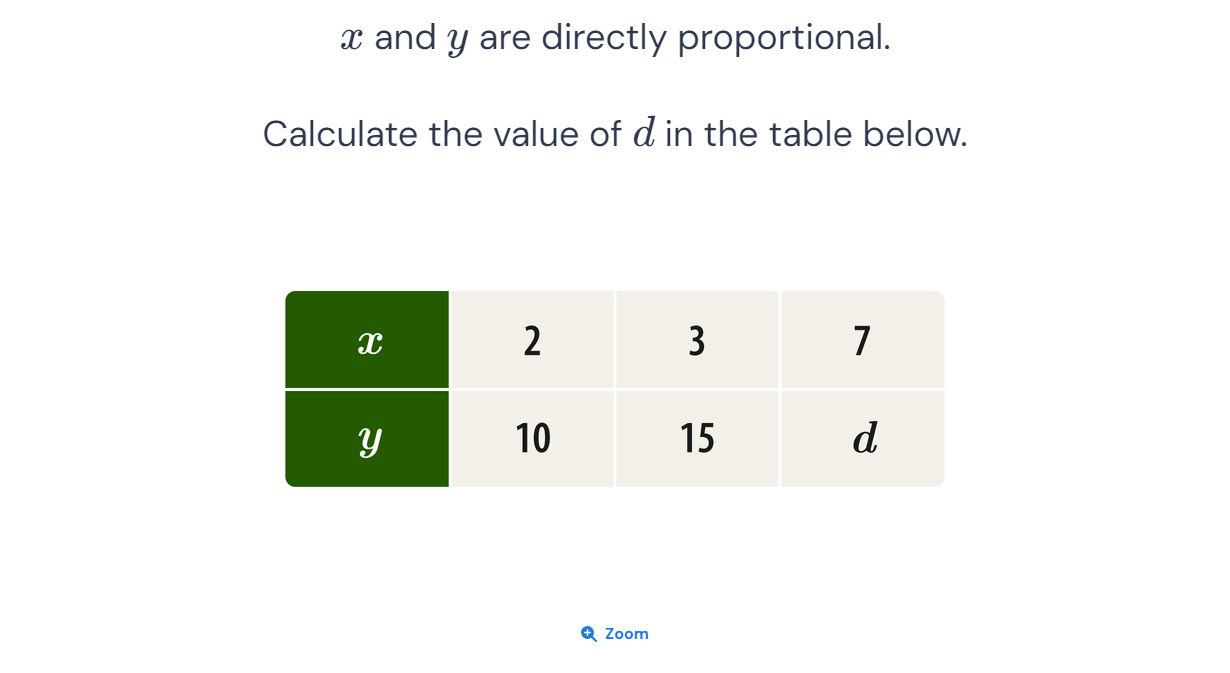 x and y are directly proportional.
Calculate the value of d in the table below.
x 2 3 7
y 10 15 d
Zoom